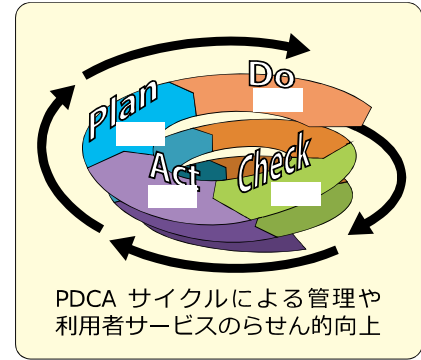 Plan
Do
Check
Act
PDCA サイクルによる管理や
利用者サービスのらせん的向上